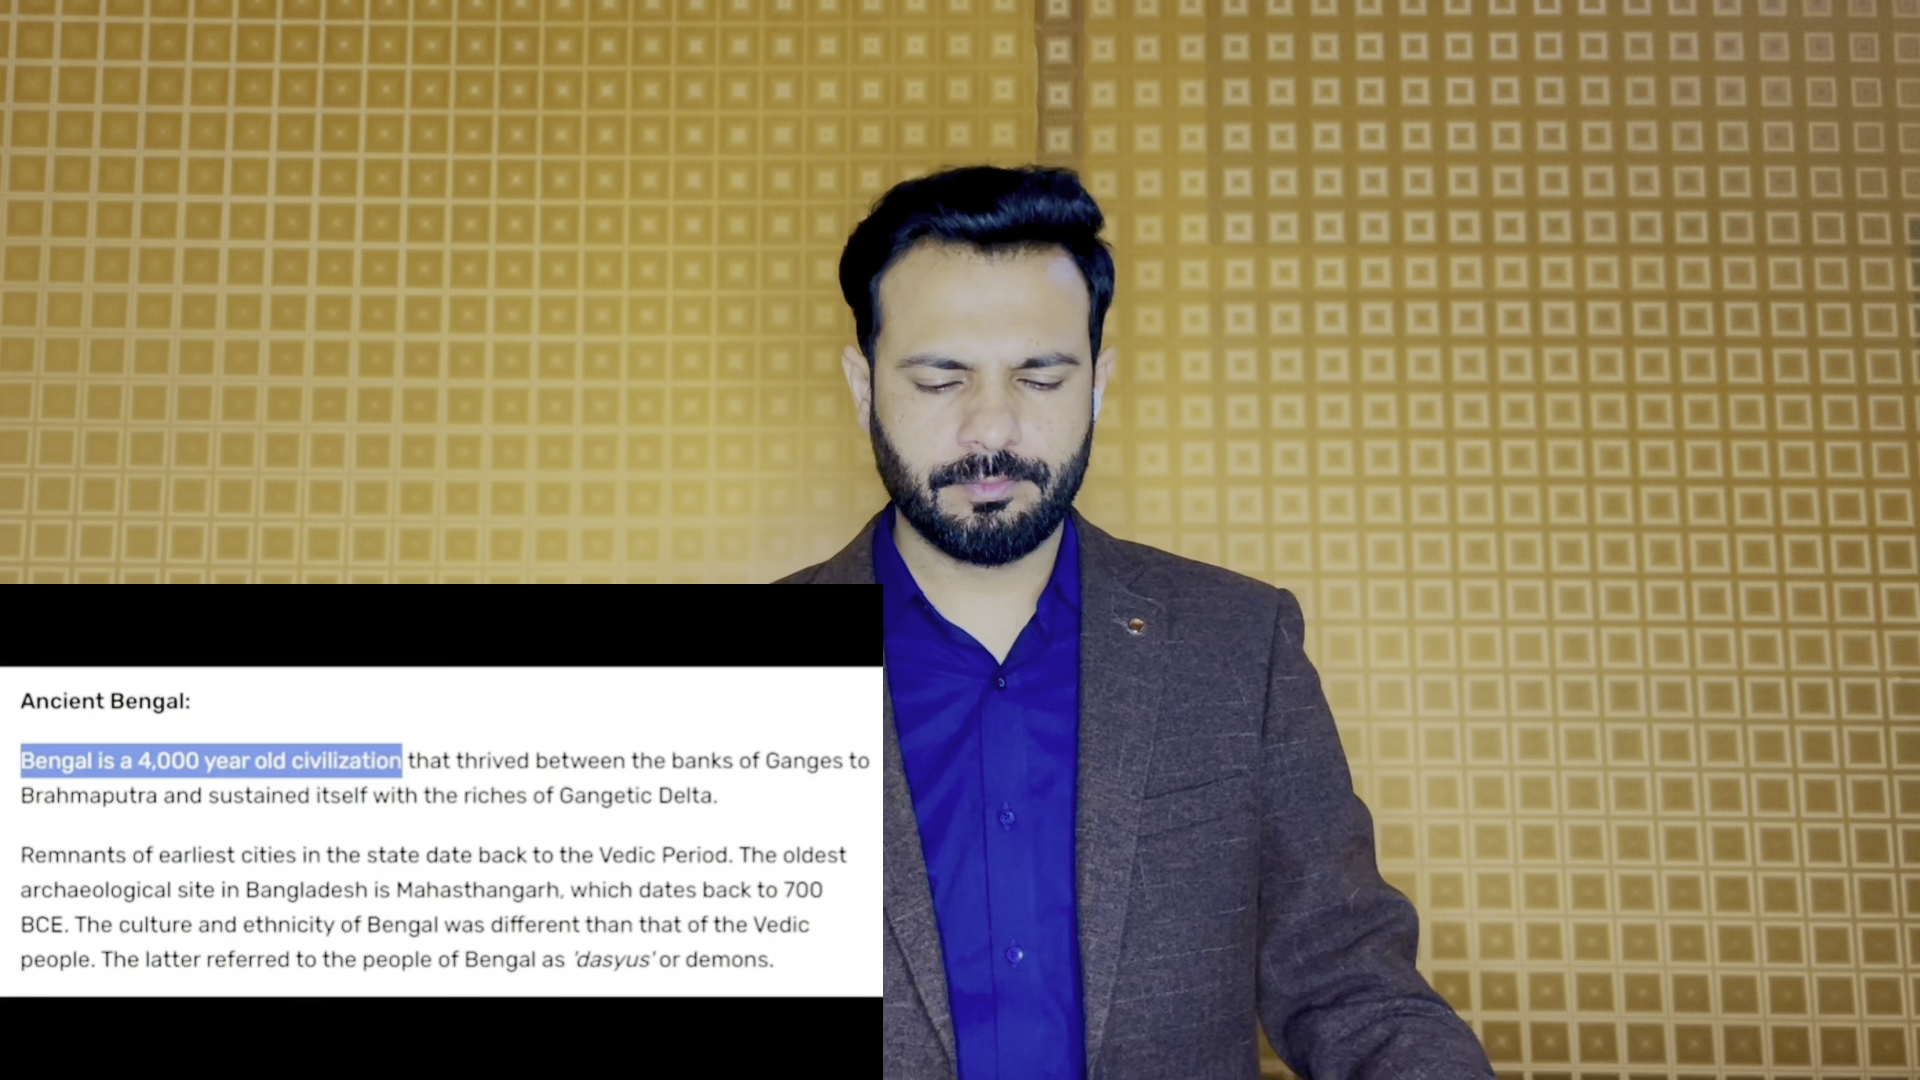 Ancient Bengal:
Bengal is a 4,000 year old civilization that thrived between the banks of Ganges to
Brahmaputra and sustained itself with the riches of Gangetic Delta.
Remnants of earliest cities in the state date back to the Vedic Period. The oldest
archaeological site in Bangladesh is Mahasthangarh, which dates back to 700
BCE. The culture and ethnicity of Bengal was different than that of the Vedic
people. The latter referred to the people of Bengal as 'dasyus' or demons.